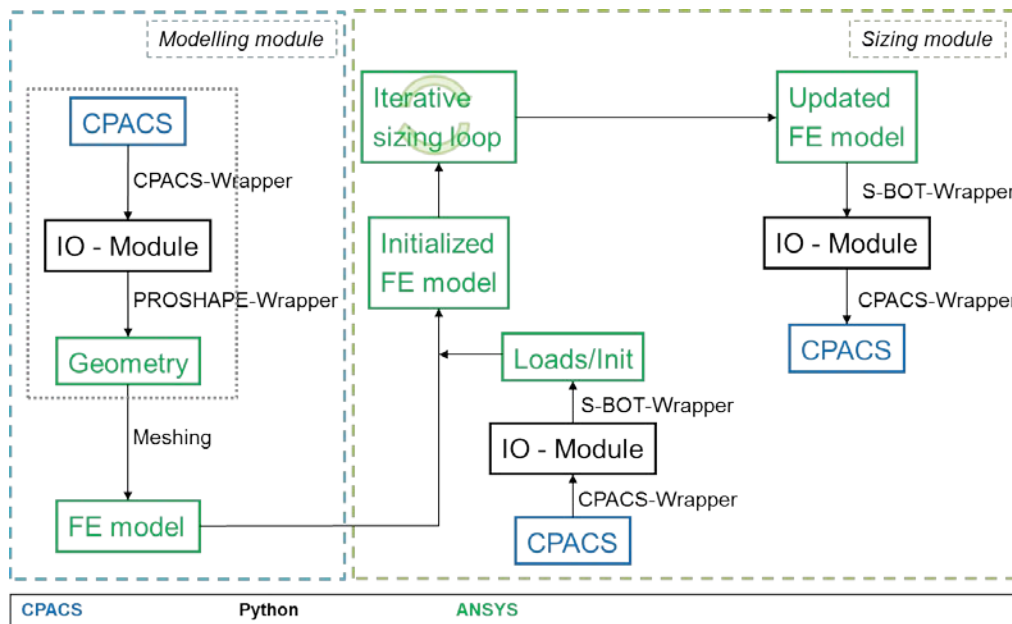 Modelling module
CPACS
CPACS-Wrapper
IO - Module
PROSHAPE-Wrapper
Geometry
Meshing
FE model
Sizing module
Iterative
sizing loop
Updated
FE model
S-BOT-Wrapper
IO - Module
CPACS-Wrapper
CPACS
Initialized
FE model
Loads/Init
S-BOT-Wrapper
IO - Module
CPACS-Wrapper
CPACS
CPACS Python ANSYS